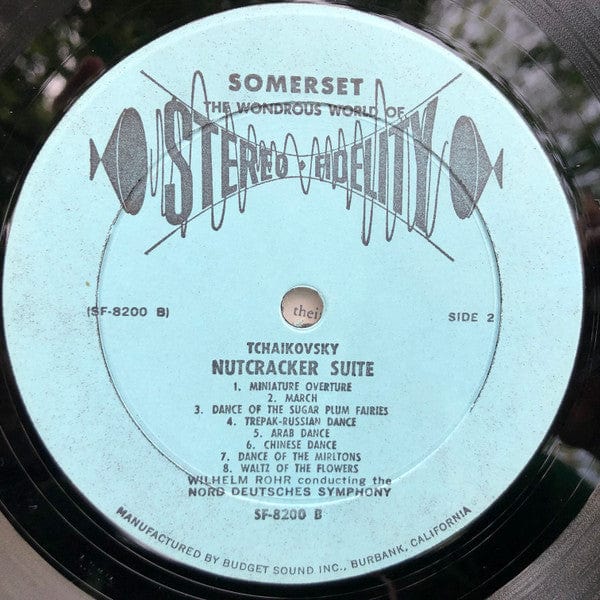 SOMERSET
THE WONDROUS WORLD OF
STEREO • FIDELITY
(SF-8200 B)
SIDE 2
thei
TCHAIKOVSKY
NUTCRACKER SUITE
1. MINIATURE OVERTURE
2. MARCH
3. DANCE OF THE SUGAR PLUM FAIRIES
4. TREPAK-RUSSIAN DANCE
5. ARAB DANCE
6. CHINESE DANCE
7. DANCE OF THE MIRLTONS
8. WALTZ OF THE FLOWERS
WILHELM ROHR conducting the
NORD DEUTSCHES SYMPHONY
SF-8200 B
MANUFACTURED BY BUDGET SOUND INC., BURBANK, CALIFORNIA